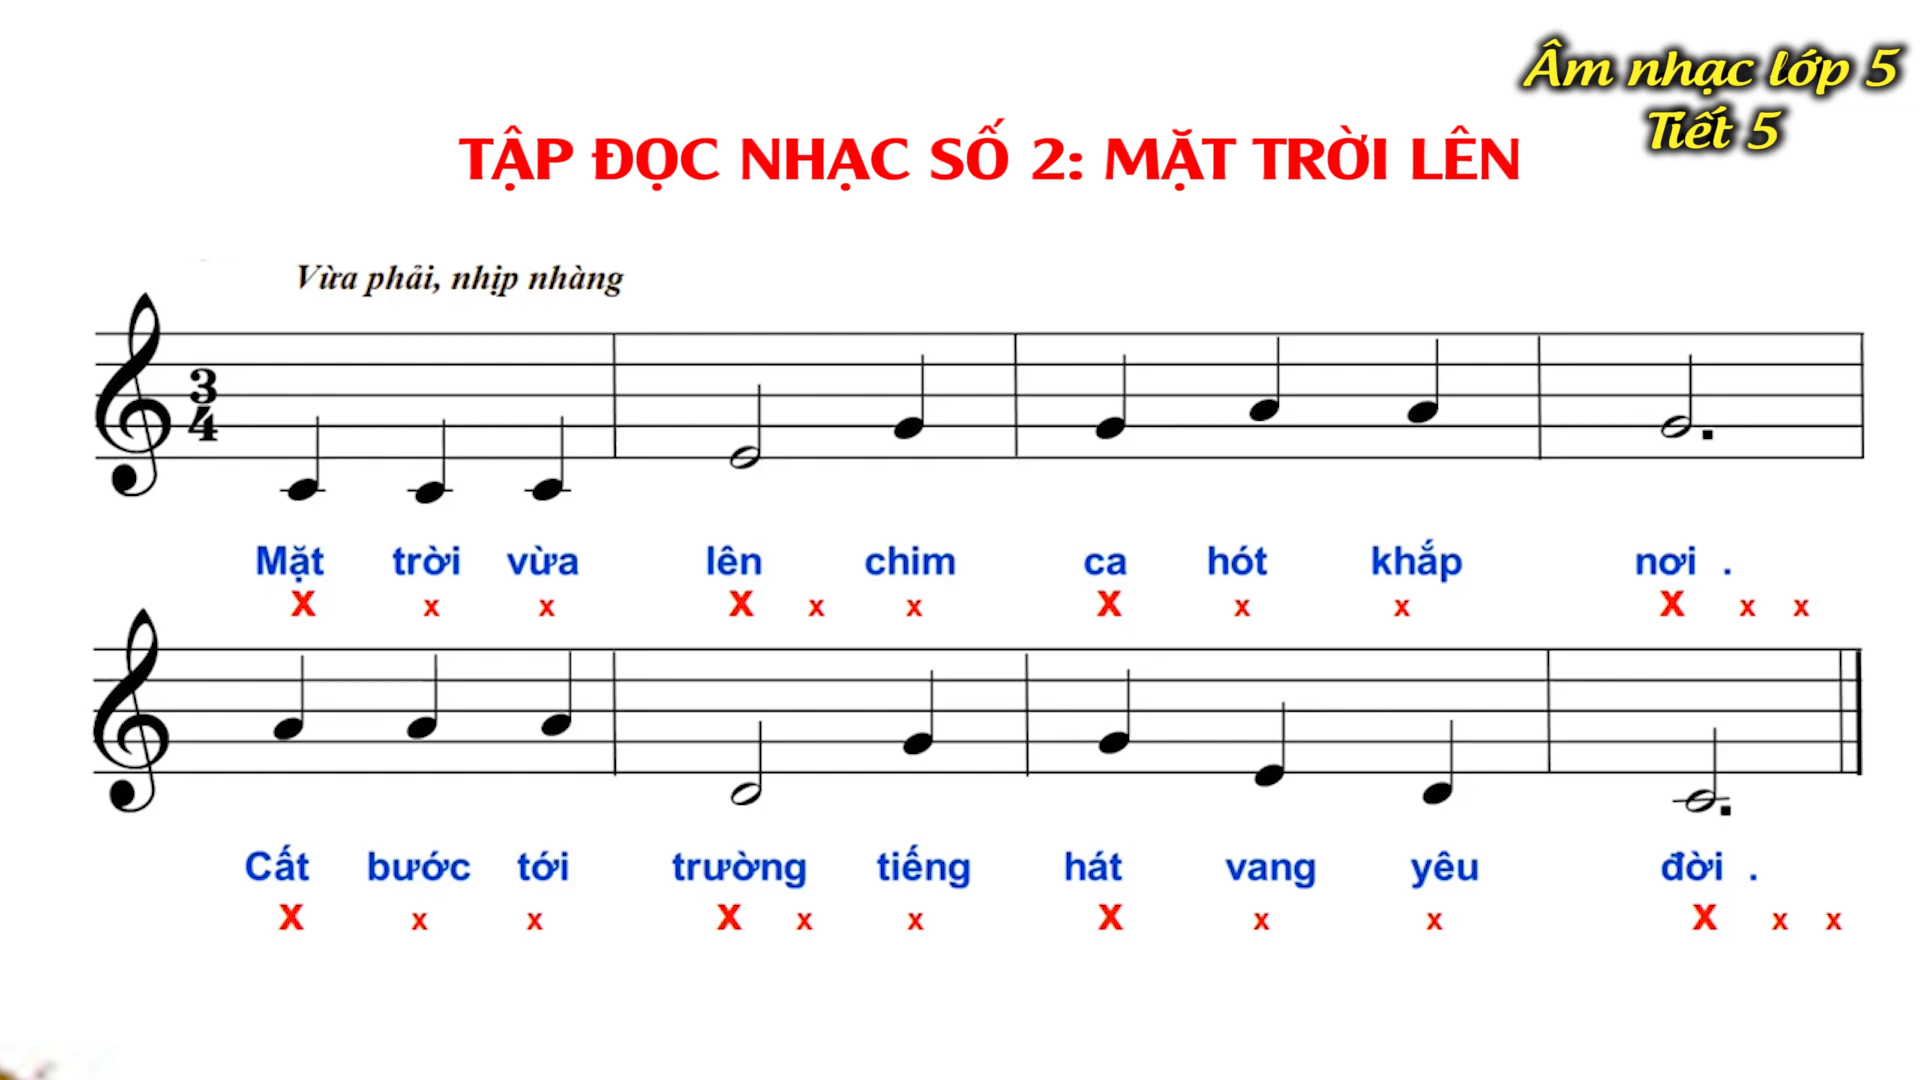 Âm nhạc lớp 5
Tiết 5
TẬP ĐỌC NHẠC SỐ 2: MẶT TRỜI LÊN
Vừa phải, nhịp nhàng
3
4
Mặt trời vừa lên chim ca hót khắp nơi .
X x x X x x X x x X x x
Cất bước tới trường tiếng hát vang yêu đời .
X x x X x x X x x X x x